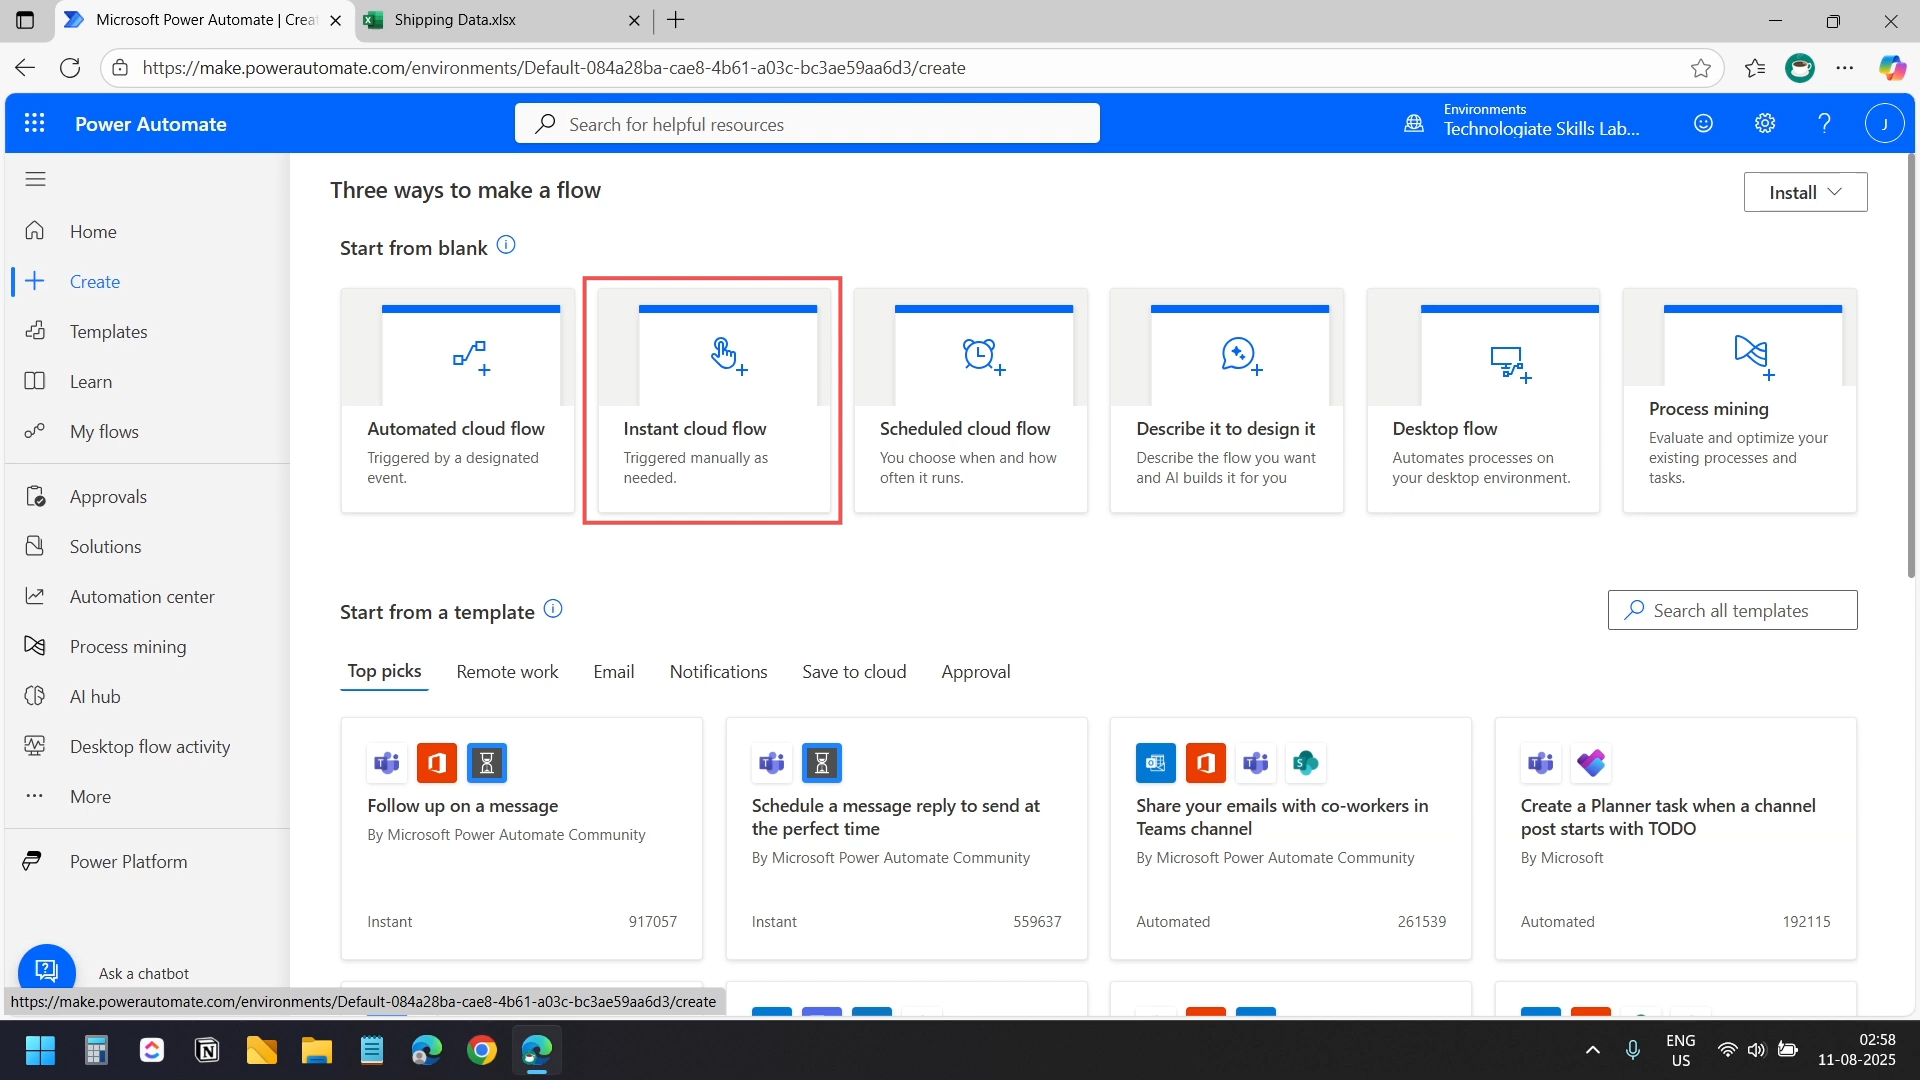 Microsoft Power Automate | Crea
Shipping Data.xlsx
https://make.powerautomate.com/environments/Default-084a28ba-cae8-4b61-a03c-bc3ae59aa6d3/create
Power Automate
Search for helpful resources
Environments
Technologiate Skills Lab...
J
Home
Create
Templates
Learn
My flows
Approvals
Solutions
Automation center
Process mining
AI hub
Desktop flow activity
More
Power Platform
Ask a chatbot
Three ways to make a flow
Install
Start from blank
Automated cloud flow
Triggered by a designated
event.
Instant cloud flow
Triggered manually as
needed.
Scheduled cloud flow
You choose when and how
often it runs.
Describe it to design it
Describe the flow you want
and AI builds it for you
Desktop flow
Automates processes on
your desktop environment.
Process mining
Evaluate and optimize your
existing processes and
tasks.
Start from a template
Search all templates
Top picks
Remote work
Email
Notifications
Save to cloud
Approval
Follow up on a message
By Microsoft Power Automate Community
Instant
917057
Schedule a message reply to send at
the perfect time
By Microsoft Power Automate Community
Instant
559637
Share your emails with co-workers in
Teams channel
By Microsoft Power Automate Community
Automated
261539
Create a Planner task when a channel
post starts with TODO
By Microsoft
Automated
192115
https://make.powerautomate.com/environments/Default-084a28ba-cae8-4b61-a03c-bc3ae59aa6d3/create
ENG
US
02:58
11-08-2025